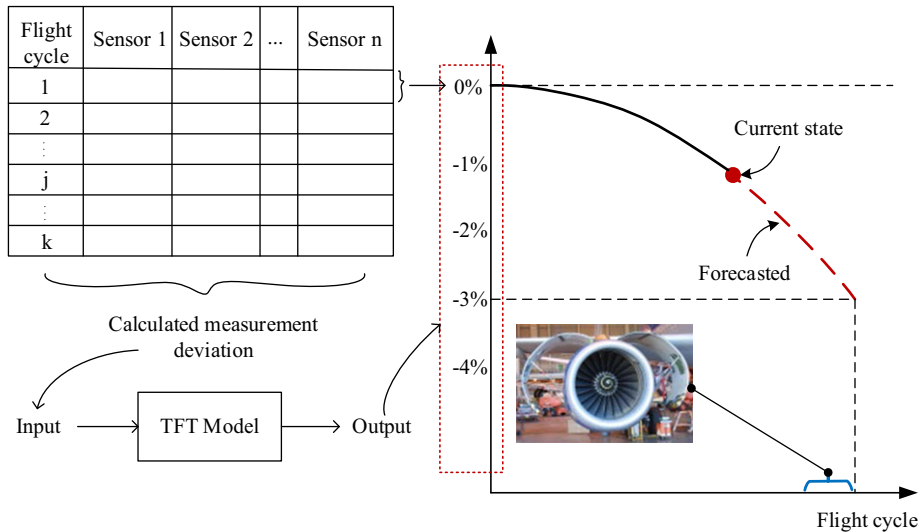 Flight
cycle
Sensor 1
Sensor 2
...
Sensor n
1
2
⋮
j
⋮
k
Calculated measurement
deviation
Input
TFT Model
Output
0%
-1%
-2%
-3%
-4%
Current state
Forecasted
Flight cycle